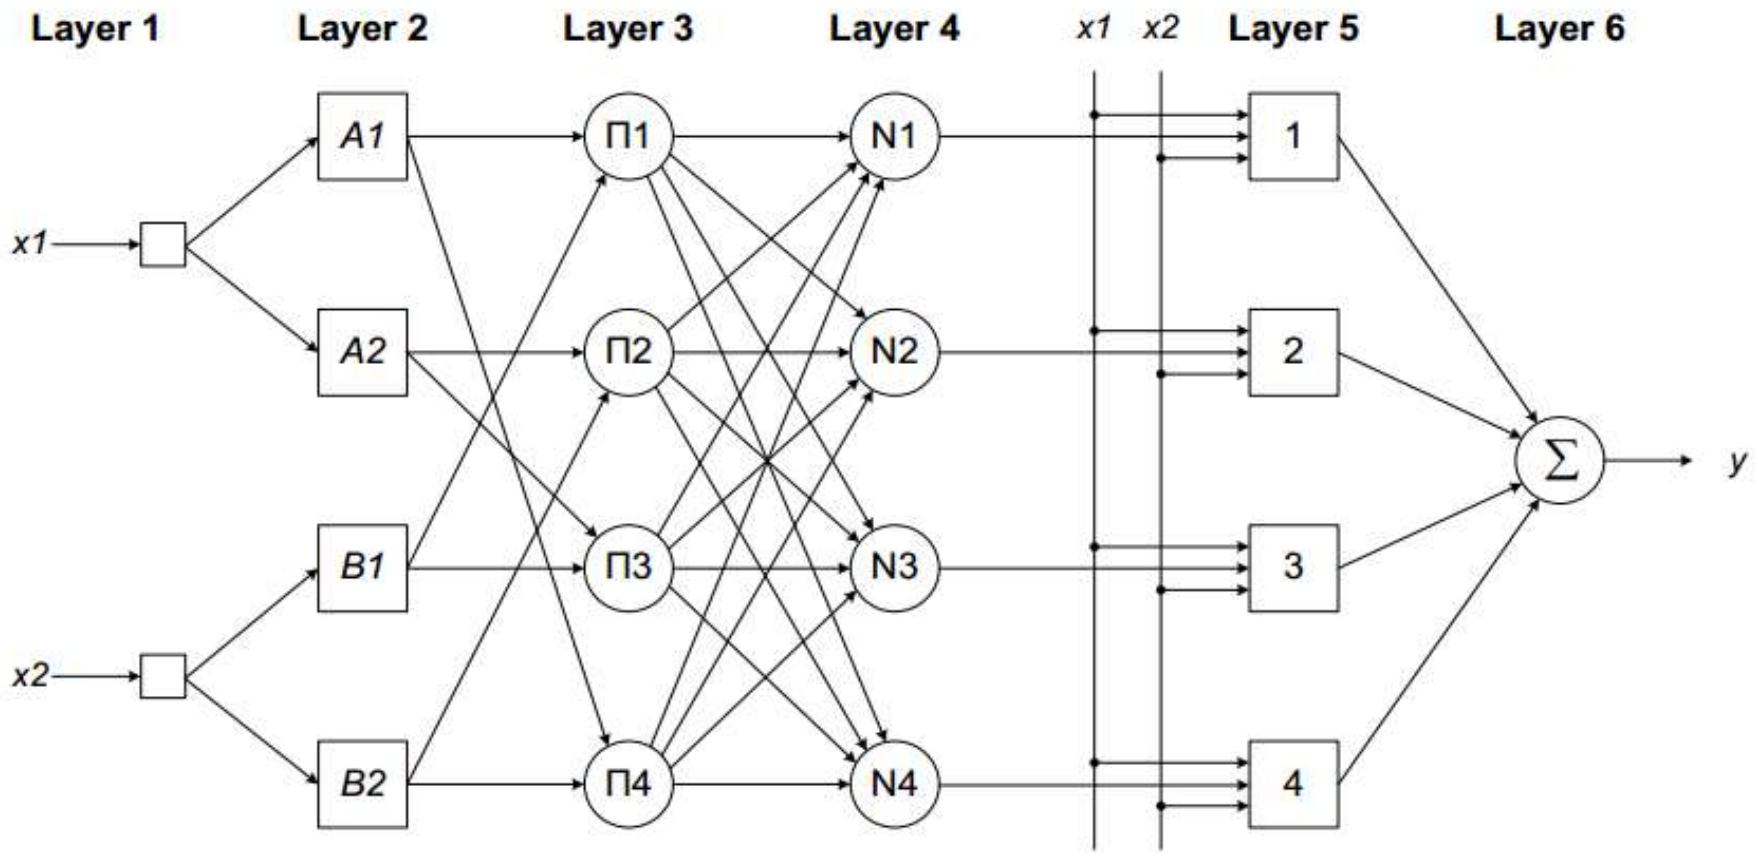 Layer 1 Layer 2 Layer 3 Layer 4 x1 x2 Layer 5 Layer 6
A1 Π1 N1 1
x1
A2 Π2 N2 2
Σ y
B1 Π3 N3 3
x2
B2 Π4 N4 4